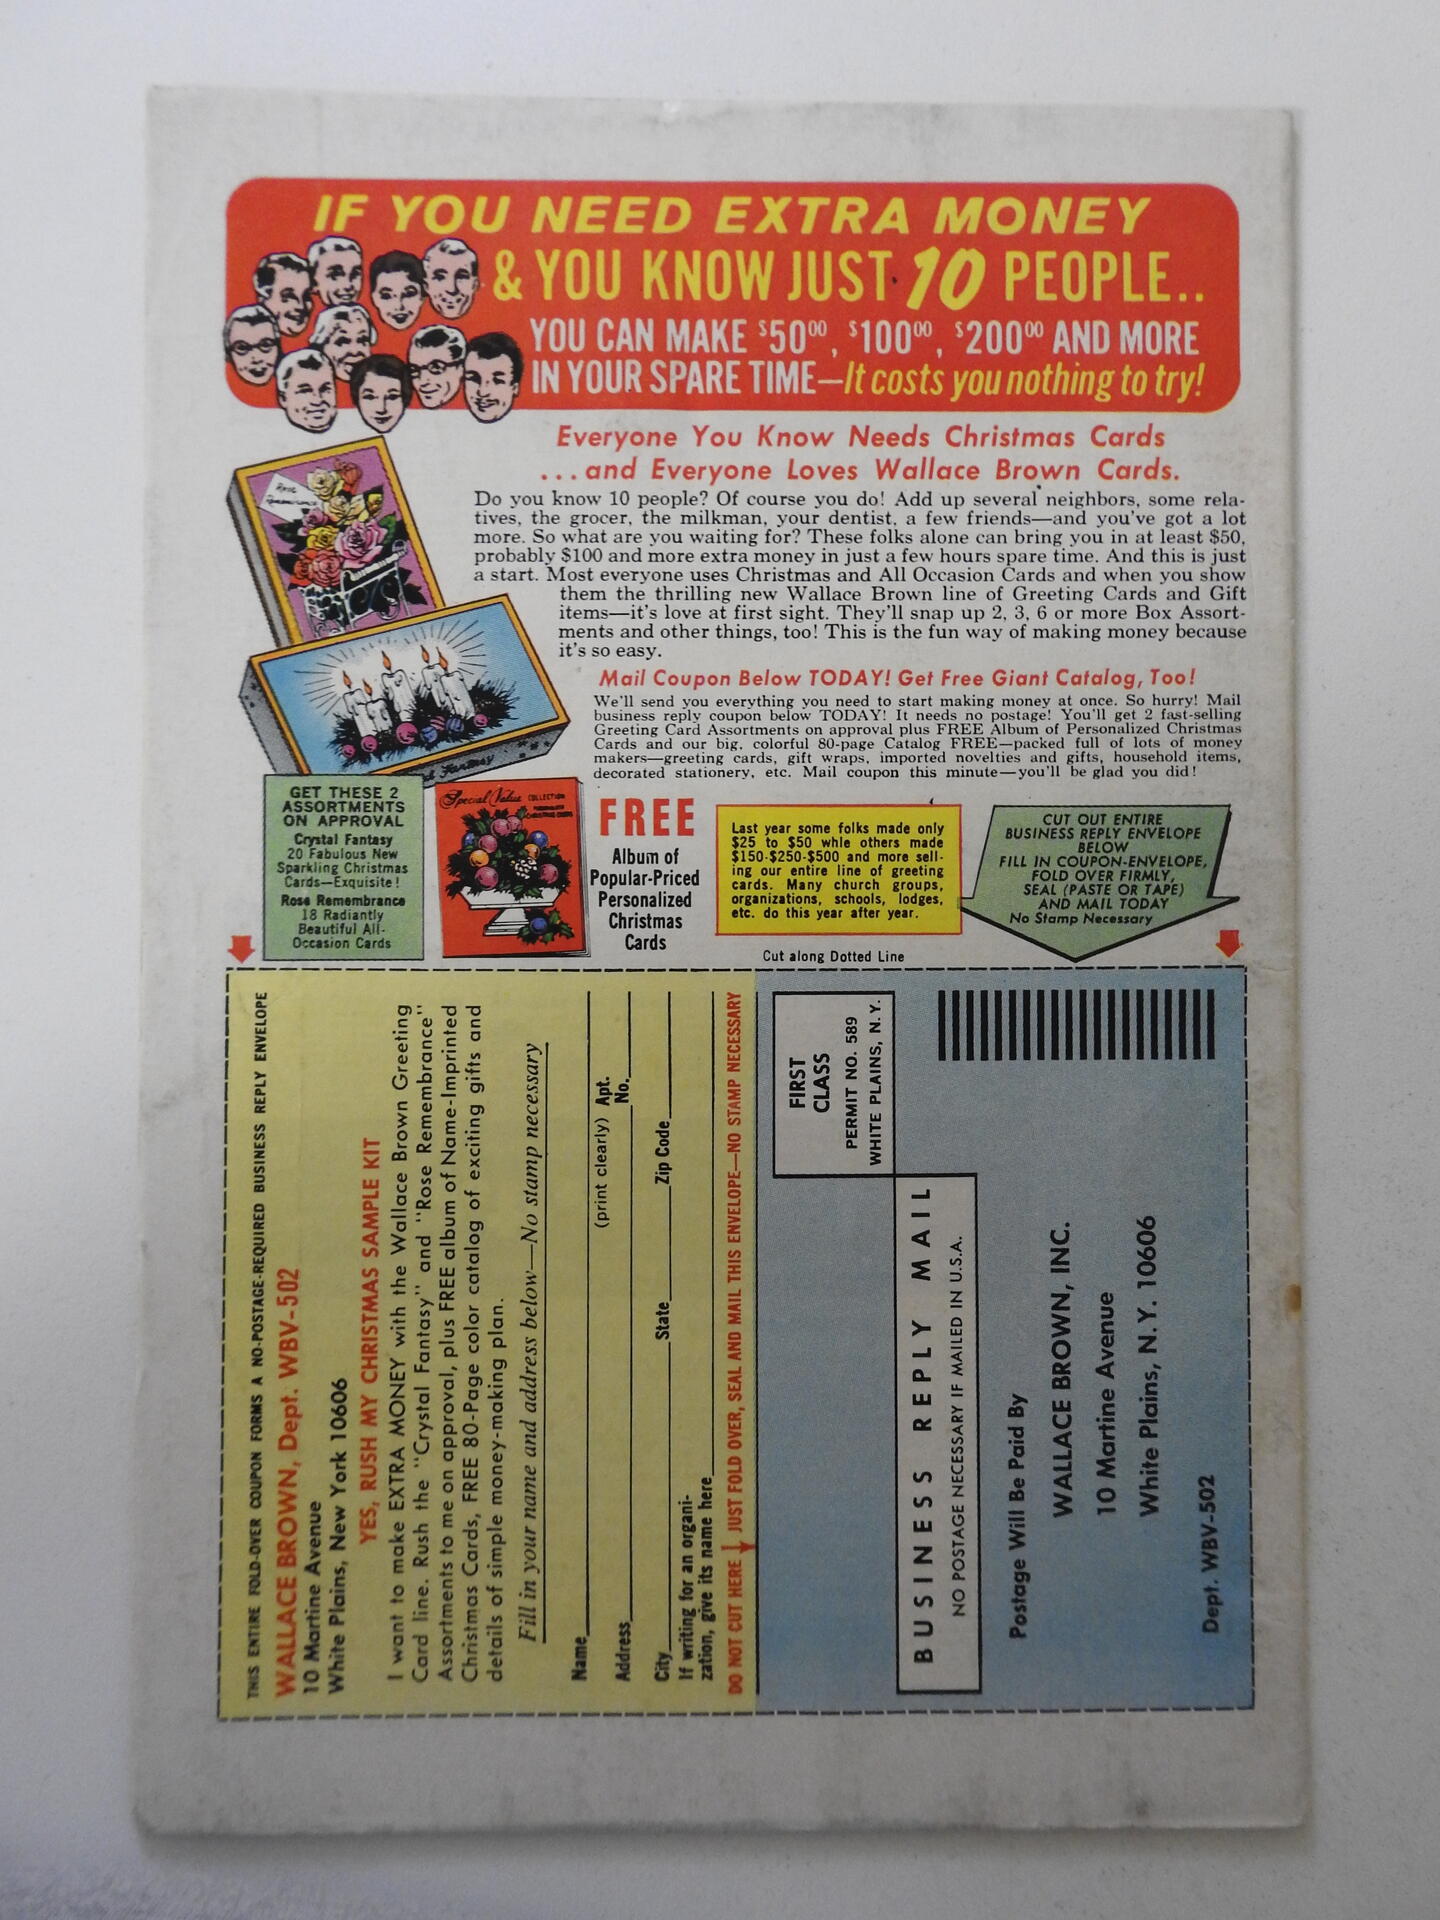 IF YOU NEED EXTRA MONEY
& YOU KNOW JUST 10 PEOPLE..
YOU CAN MAKE $50⁰⁰, $100⁰⁰, $200⁰⁰ AND MORE
IN YOUR SPARE TIME—It costs you nothing to try!
Everyone You Know Needs Christmas Cards
...and Everyone Loves Wallace Brown Cards.
Do you know 10 people? Of course you do! Add up several neighbors, some rela-
tives, the grocer, the milkman, your dentist, a few friends—and you've got a lot
more. So what are you waiting for? These folks alone can bring you in at least $50,
probably $100 and more extra money in just a few hours spare time. And this is just
a start. Most everyone uses Christmas and All Occasion Cards and when you show
them the thrilling new Wallace Brown line of Greeting Cards and Gift
items—it's love at first sight. They'll snap up 2, 3, 6 or more Box Assort-
ments and other things, too! This is the fun way of making money because
it's so easy.
Rose
Remembrance
Fantasy
Mail Coupon Below TODAY! Get Free Giant Catalog, Too!
We'll send you everything you need to start making money at once. So hurry! Mail
business reply coupon below TODAY! It needs no postage! You'll get 2 fast-selling
Greeting Card Assortments on approval plus FREE Album of Personalized Christmas
Cards and our big, colorful 80-page Catalog FREE—packed full of lots of money
makers—greeting cards, gift wraps, imported novelties and gifts, household items,
decorated stationery, etc. Mail coupon this minute—you'll be glad you did!
GET THESE 2
ASSORTMENTS
ON APPROVAL
Crystal Fantasy
20 Fabulous New
Sparkling Christmas
Cards—Exquisite!
Rose Remembrance
18 Radiantly
Beautiful All-
Occasion Cards
Special Value COLLECTION
PERSONALIZED
CHRISTMAS CARDS
FREE
Album of
Popular-Priced
Personalized
Christmas
Cards
Last year some folks made only
$25 to $50 whle others made
$150-$250-$500 and more sell-
ing our entire line of greeting
cards. Many church groups,
organizations, schools, lodges,
etc. do this year after year.
CUT OUT ENTIRE
BUSINESS REPLY ENVELOPE
BELOW
FILL IN COUPON-ENVELOPE,
FOLD OVER FIRMLY,
SEAL (PASTE OR TAPE)
AND MAIL TODAY
No Stamp Necessary
Cut along Dotted Line
THIS ENTIRE FOLD-OVER COUPON FORMS A NO-POSTAGE-REQUIRED BUSINESS REPLY ENVELOPE
WALLACE BROWN, Dept. WBV-502
10 Martine Avenue
White Plains, New York 10606
YES, RUSH MY CHRISTMAS SAMPLE KIT
I want to make EXTRA MONEY with the Wallace Brown Greeting
Card line. Rush the "Crystal Fantasy" and "Rose Remembrance"
Assortments to me on approval, plus FREE album of Name-Imprinted
Christmas Cards, FREE 80-Page color catalog of exciting gifts and
details of simple money-making plan.
Fill in your name and address below—No stamp necessary
Name
(print clearly) Apt.
Address No.
City State Zip Code
If writing for an organi-
zation, give its name here
DO NOT CUT HERE JUST FOLD OVER, SEAL AND MAIL THIS ENVELOPE—NO STAMP NECESSARY
FIRST
CLASS
PERMIT NO. 589
WHITE PLAINS, N.Y.
BUSINESS REPLY MAIL
NO POSTAGE NECESSARY IF MAILED IN U.S.A.
Postage Will Be Paid By
WALLACE BROWN, INC.
10 Martine Avenue
White Plains, N.Y. 10606
Dept. WBV-502